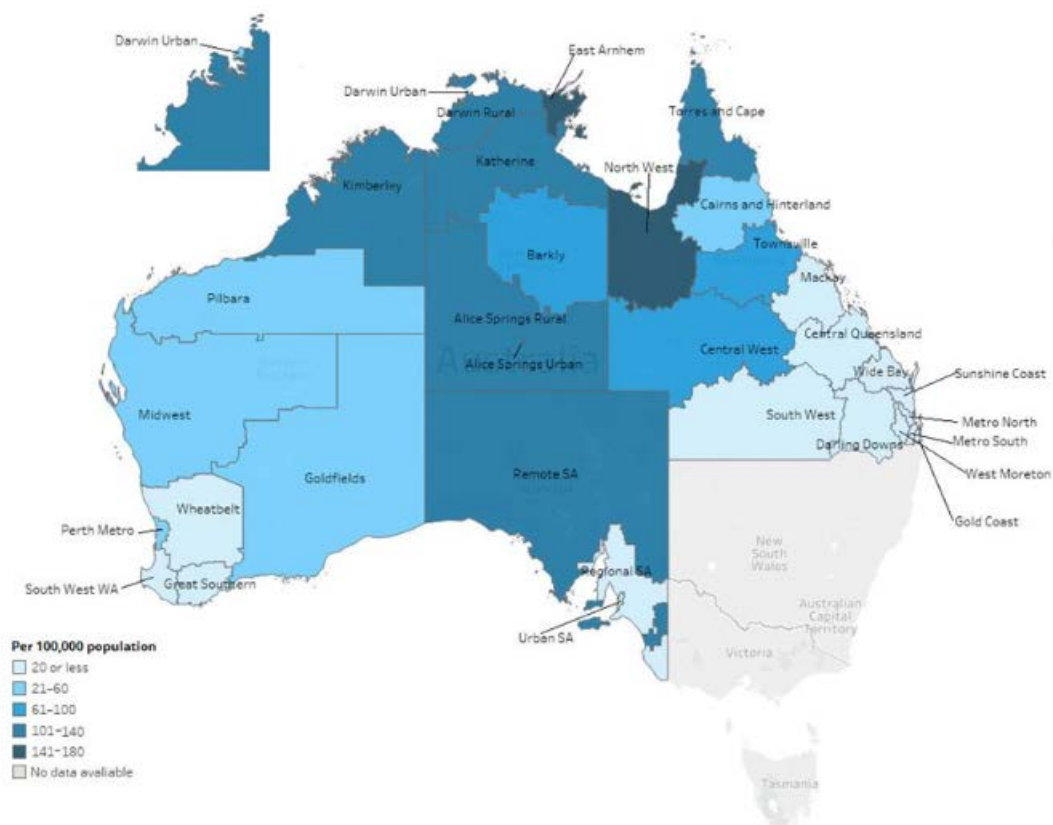 Darwin Urban
East Arnhem
Darwin Urban
Darwin Rural
Torres and Cape
Katherine
North West
Kimberley
Cairns and Hinterland
Townsville
Barkly
Mackay
Pilbara
Alice Springs Rural
Central Queensland
Australia
Central West
Alice Springs Urban
Wide Bay
Sunshine Coast
Midwest
South West
Metro North
Darling Downs
Metro South
Remote SA
Goldfields
West Moreton
Wheatbelt
Gold Coast
Perth Metro
New
South
Wales
Regional SA
Great Southern
South West WA
Australian
Capital
Territory
Urban SA
Victoria
Per 100,000 population
20 or less
21–60
61–100
101–140
141–180
No data avaliable
Tasmania